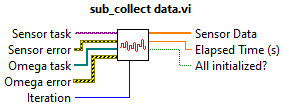 sub_collect data.vi
Sensor task
Sensor error
Omega task
Omega error
Iteration
Sensor Data
Elapsed Time (s)
All initialized?